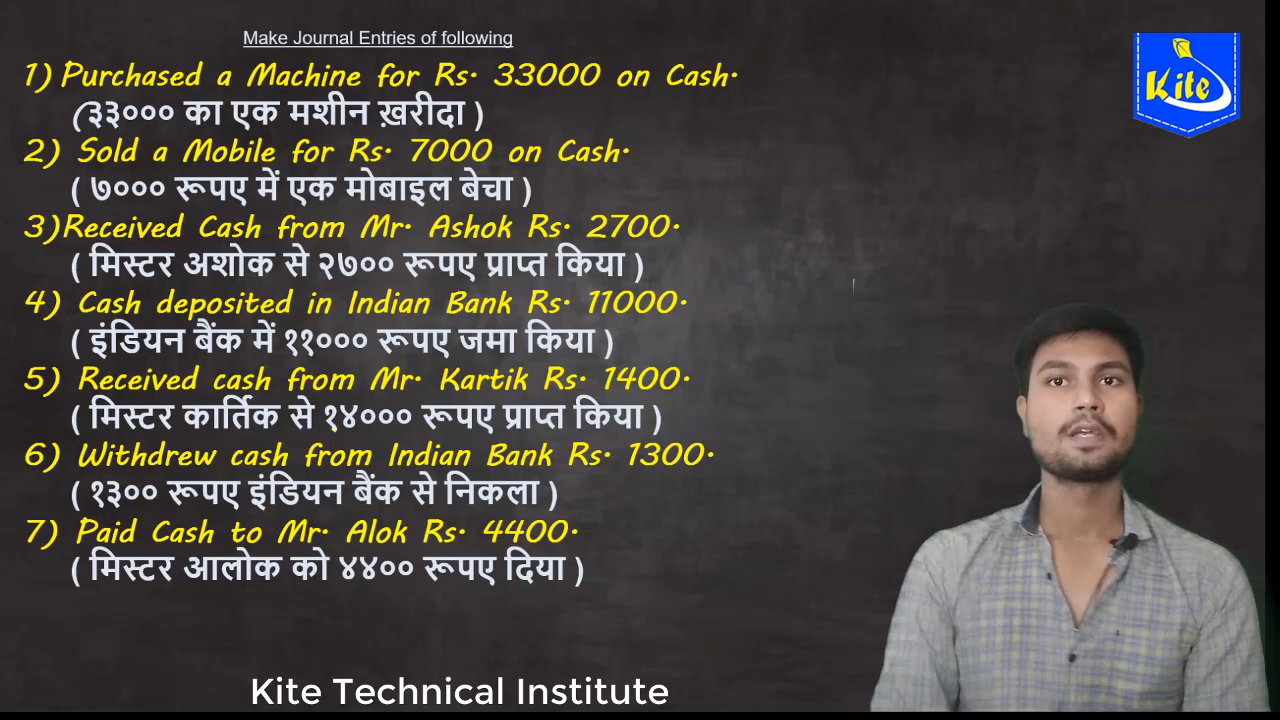 Make Journal Entries of following
Kite
1) Purchased a Machine for Rs. 33000 on Cash.
(३३००० का एक मशीन ख़रीदा )
2) Sold a Mobile for Rs. 7000 on Cash.
( ७००० रूपए में एक मोबाइल बेचा )
3)Received Cash from Mr. Ashok Rs. 2700.
( मिस्टर अशोक से २७०० रूपए प्राप्त किया )
4) Cash deposited in Indian Bank Rs. 11000.
( इंडियन बैंक में ११००० रूपए जमा किया )
5) Received cash from Mr. Kartik Rs. 1400.
( मिस्टर कार्तिक से १४००० रूपए प्राप्त किया )
6) Withdrew cash from Indian Bank Rs. 1300.
( १३०० रूपए इंडियन बैंक से निकला )
7) Paid Cash to Mr. Alok Rs. 4400.
( मिस्टर आलोक को ४४०० रूपए दिया )
Kite Technical Institute